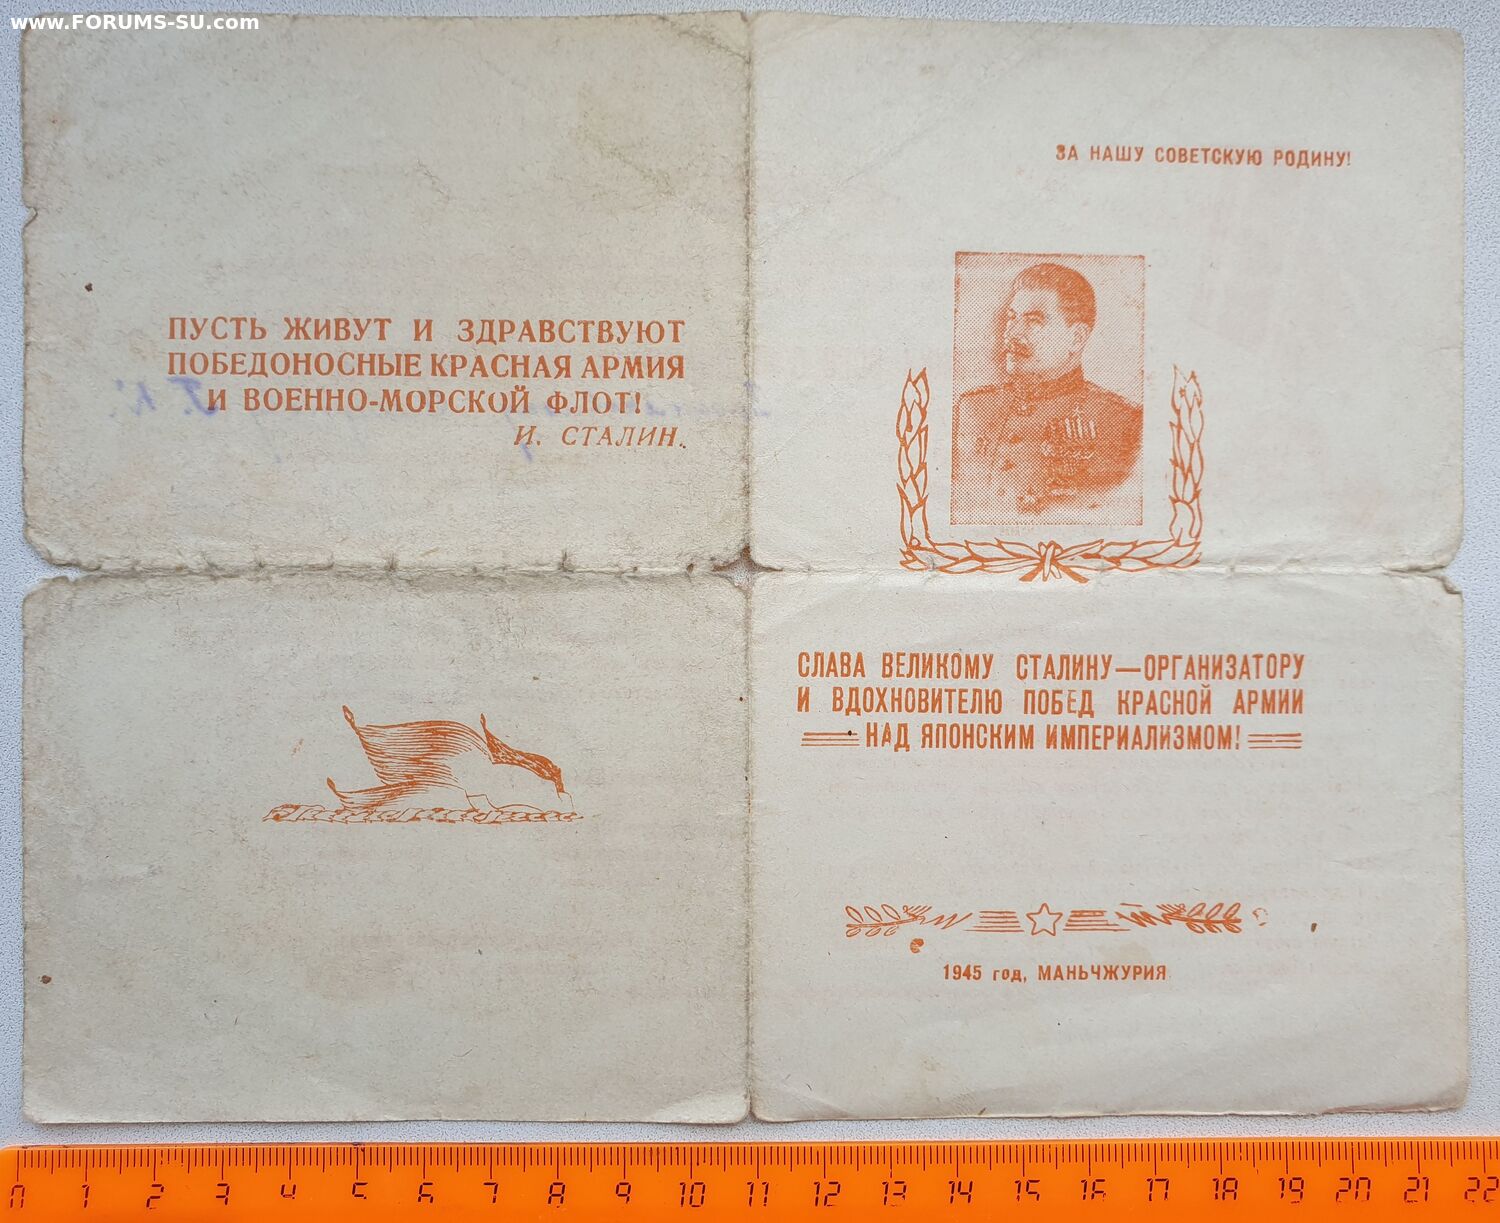 www.FORUMS-SU.com
ПУСТЬ ЖИВУТ И ЗДРАВСТВУЮТ
ПОБЕДОНОСНЫЕ КРАСНАЯ АРМИЯ
И ВОЕННО-МОРСКОЙ ФЛОТ!
И. СТАЛИН.
ЗА НАШУ СОВЕТСКУЮ РОДИНУ!
СЛАВА ВЕЛИКОМУ СТАЛИНУ—ОРГАНИЗАТОРУ
И ВДОХНОВИТЕЛЮ ПОБЕД КРАСНОЙ АРМИИ
НАД ЯПОНСКИМ ИМПЕРИАЛИЗМОМ!
1945 год, МАНЬЧЖУРИЯ
0 1 2 3 4 5 6 7 8 9 10 11 12 13 14 15 16 17 18 19 20 21 22